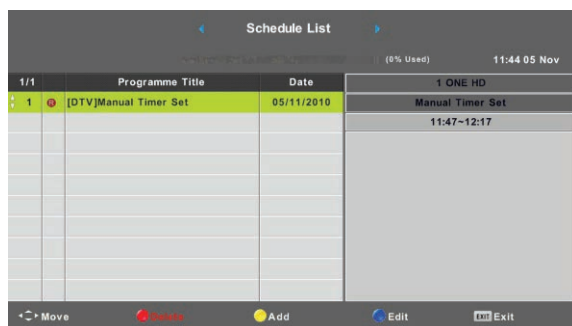 Schedule List
(0% Used) 11:44 05 Nov
1/1 Programme Title Date 1 ONE HD
1 [DTV]Manual Timer Set 05/11/2010 Manual Timer Set
11:47~12:17
Move Delete Add Edit EXIT Exit